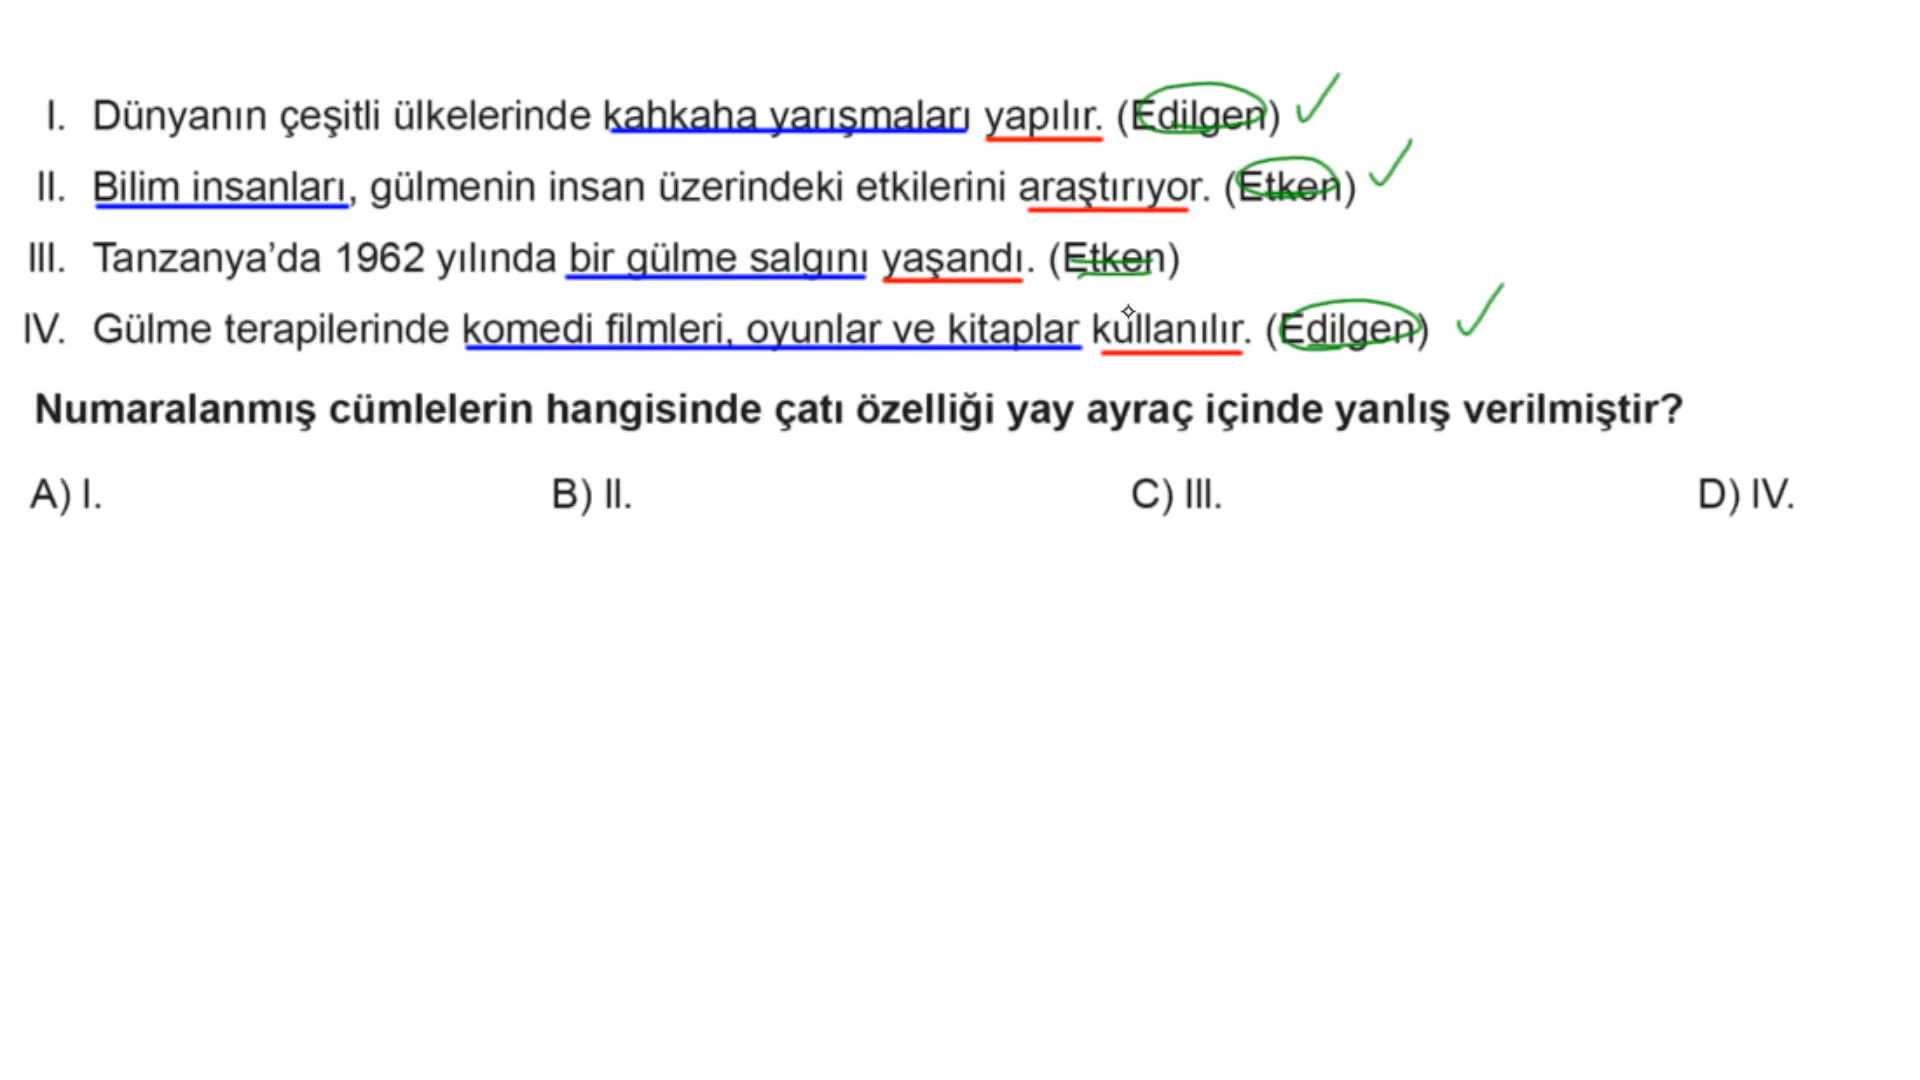 I. Dünyanın çeşitli ülkelerinde kahkaha yarışmaları yapılır. (Edilgen)
II. Bilim insanları, gülmenin insan üzerindeki etkilerini araştırıyor. (Etken)
III. Tanzanya’da 1962 yılında bir gülme salgını yaşandı. (Etken)
IV. Gülme terapilerinde komedi filmleri, oyunlar ve kitaplar kullanılır. (Edilgen)
Numaralanmış cümlelerin hangisinde çatı özelliği yay ayraç içinde yanlış verilmiştir?
A) I. B) II. C) III. D) IV.